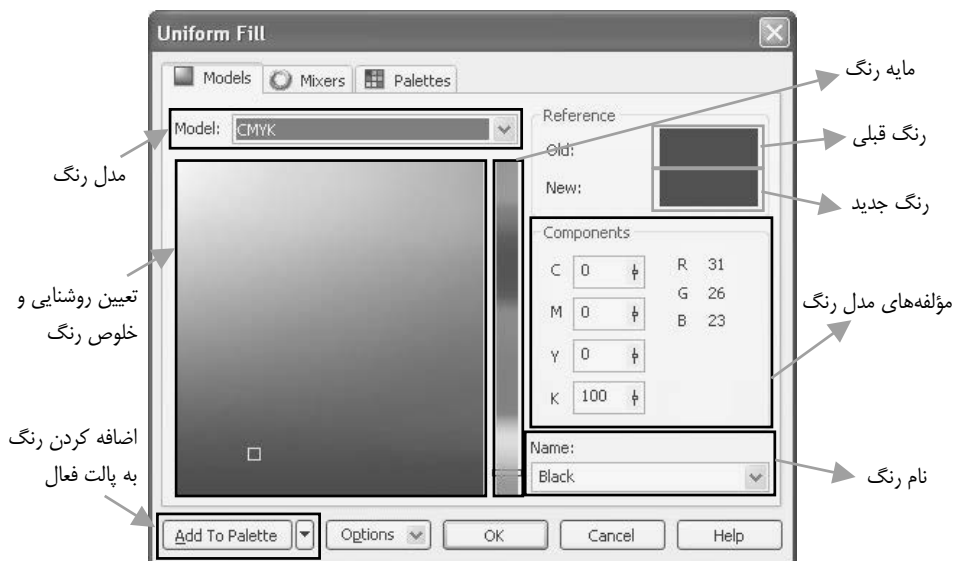 Uniform Fill
Models
Mixers
Palettes
Model:
CMYK
Reference
Old:
New:
Components
C 0
M 0
Y 0
K 100
R 31
G 26
B 23
Name:
Black
Add To Palette
Options
OK
Cancel
Help
مایه رنگ
رنگ قبلی
رنگ جدید
مؤلفه‌های مدل رنگ
نام رنگ
مدل رنگ
تعیین روشنایی و
خلوص رنگ
اضافه کردن رنگ
به پالت فعال